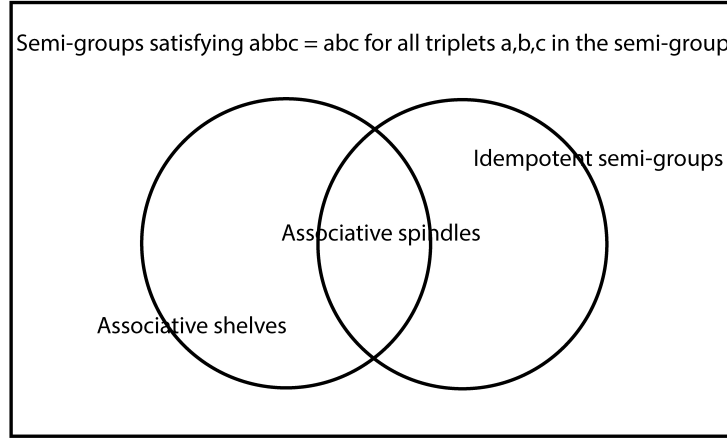 Semi-groups satisfying abbc = abc for all triplets a,b,c in the semi-group
Idempotent semi-groups
Associative spindles
Associative shelves